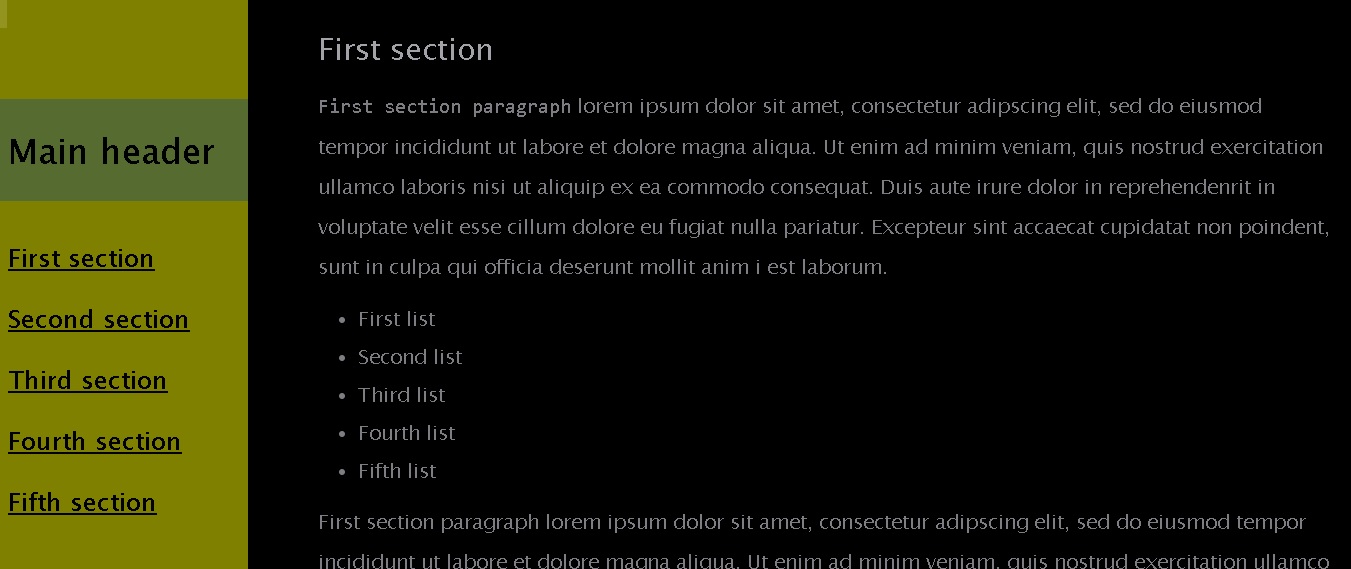 Main header
First section
Second section
Third section
Fourth section
Fifth section
First section
First section paragraph lorem ipsum dolor sit amet, consectetur adipscing elit, sed do eiusmod
tempor incididunt ut labore et dolore magna aliqua. Ut enim ad minim veniam, quis nostrud exercitation
ullamco laboris nisi ut aliquip ex ea commodo consequat. Duis aute irure dolor in reprehendenrit in
voluptate velit esse cillum dolore eu fugiat nulla pariatur. Excepteur sint accaecat cupidatat non poindent,
sunt in culpa qui officia deserunt mollit anim i est laborum.
First list
Second list
Third list
Fourth list
Fifth list
First section paragraph lorem ipsum dolor sit amet, consectetur adipscing elit, sed do eiusmod tempor
incididunt ut labore et dolore magna aliqua. Ut enim ad minim veniam, quis nostrud exercitation ullamco